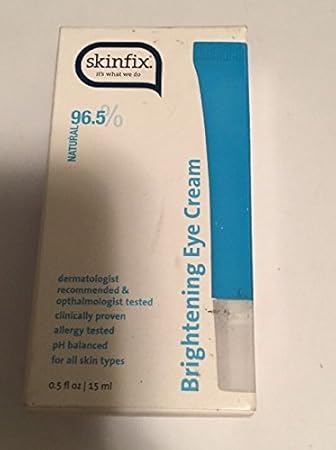 skinfix.
it's what we do
NATURAL 96.5%
Brightening Eye Cream
dermatologist
recommended &
opthalmologist tested
clinically proven
allergy tested
pH balanced
for all skin types
0.5 fl oz | 15 ml